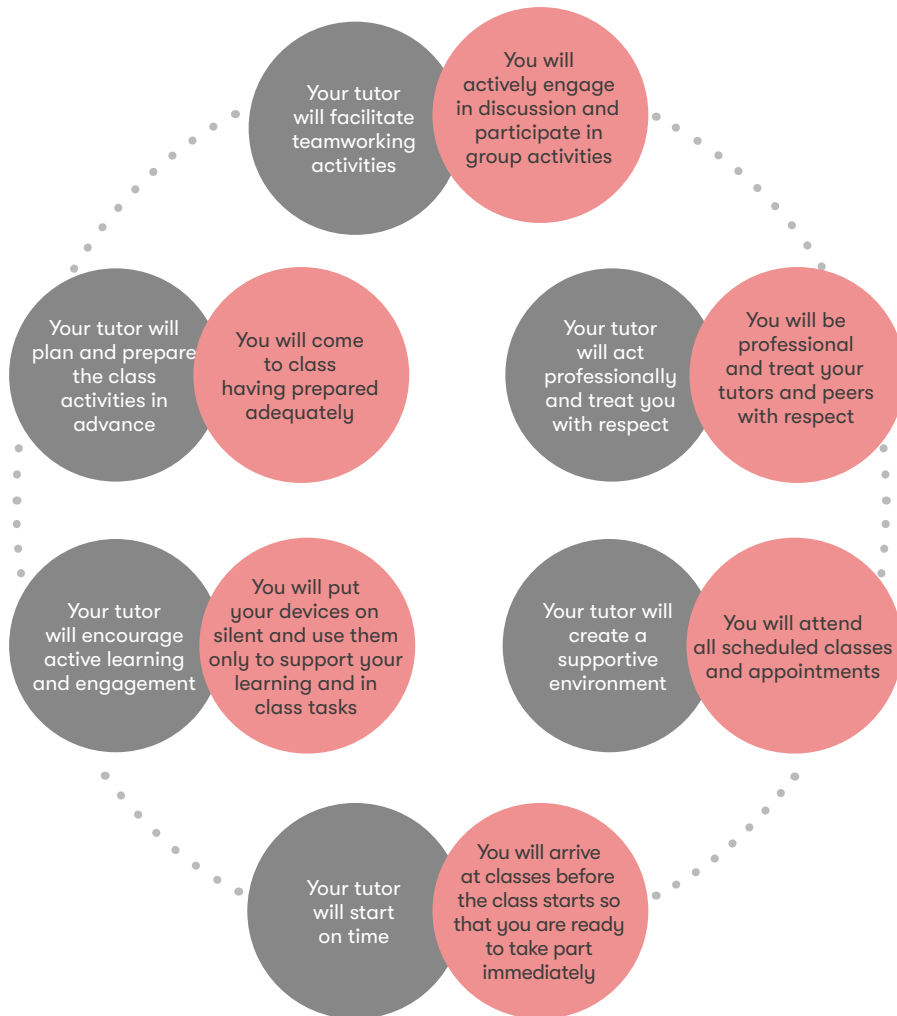 Your tutor
will facilitate
teamworking
activities
You will
actively engage
in discussion and
participate in
group activities
Your tutor will
plan and prepare
the class
activities in
advance
You will come
to class
having prepared
adequately
Your tutor
will act
professionally
and treat you
with respect
You will be
professional
and treat your
tutors and peers
with respect
Your tutor
will encourage
active learning
and engagement
You will put
your devices on
silent and use them
only to support your
learning and in
class tasks
Your tutor will
create a
supportive
environment
You will attend
all scheduled classes
and appointments
Your tutor
will start
on time
You will arrive
at classes before
the class starts so
that you are ready
to take part
immediately